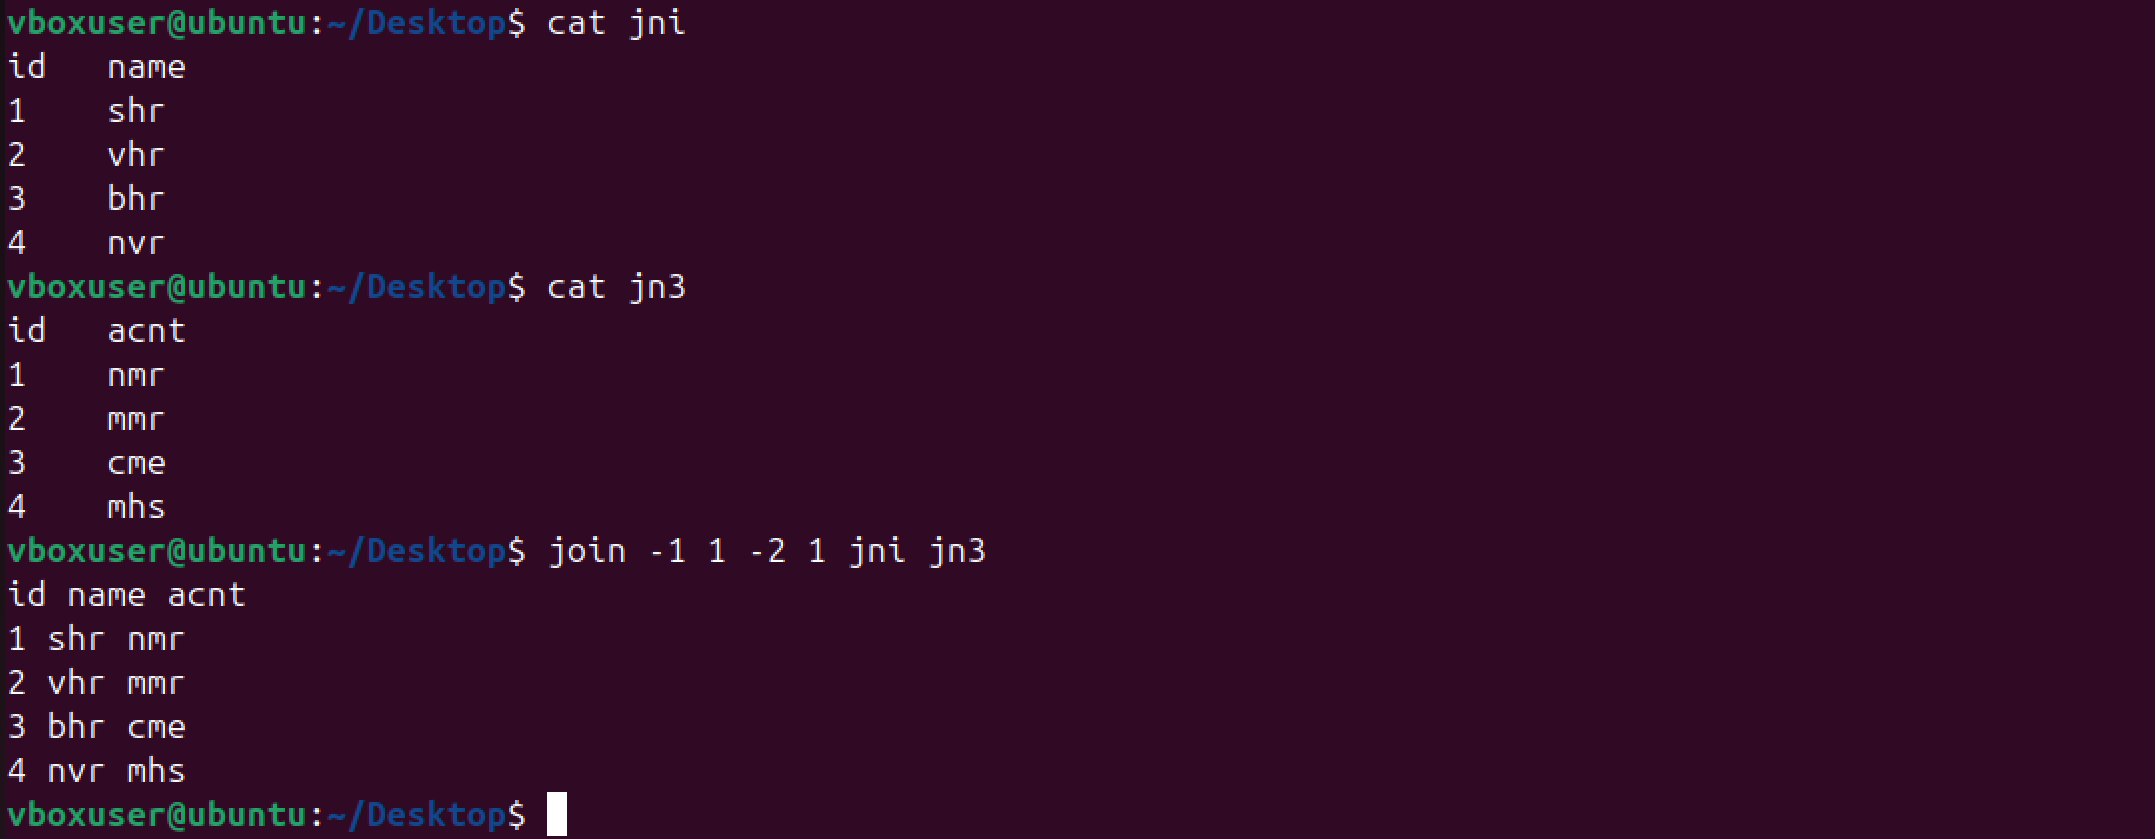 vboxuser@ubuntu:~/Desktop$ cat jni
id   name
1    shr
2    vhr
3    bhr
4    nvr
vboxuser@ubuntu:~/Desktop$ cat jn3
id   acnt
1    nmr
2    mmr
3    cme
4    mhs
vboxuser@ubuntu:~/Desktop$ join -1 1 -2 1 jni jn3
id name acnt
1 shr nmr
2 vhr mmr
3 bhr cme
4 nvr mhs
vboxuser@ubuntu:~/Desktop$